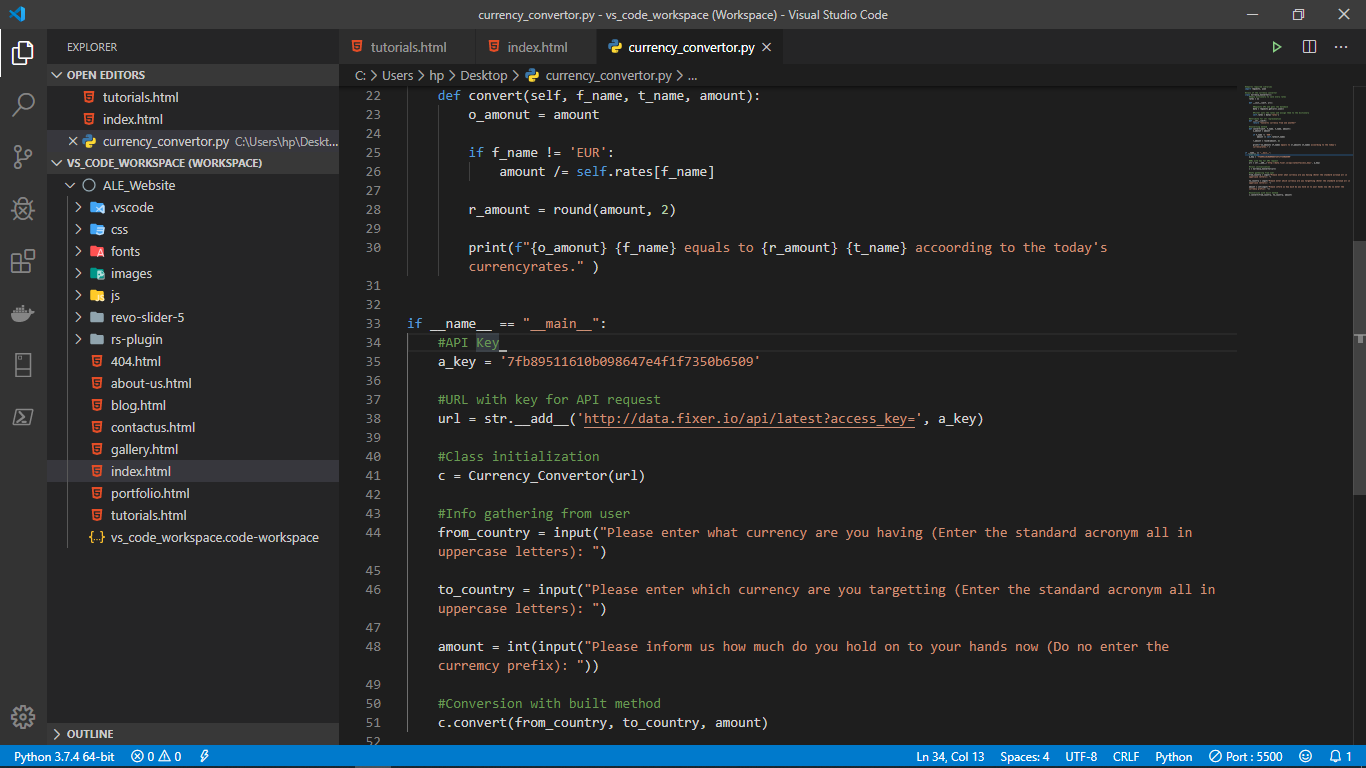 currency_convertor.py - vs_code_workspace (Workspace) - Visual Studio Code
EXPLORER
OPEN EDITORS
tutorials.html
index.html
currency_convertor.py C:\Users\hp\Deskt...
VS_CODE_WORKSPACE (WORKSPACE)
ALE_Website
.vscode
css
fonts
images
js
revo-slider-5
rs-plugin
404.html
about-us.html
blog.html
contactus.html
gallery.html
index.html
portfolio.html
tutorials.html
vs_code_workspace.code-workspace
OUTLINE
tutorials.html index.html currency_convertor.py
C: > Users > hp > Desktop > currency_convertor.py > ...
22 def convert(self, f_name, t_name, amount):
23 o_amonut = amount
24
25 if f_name != 'EUR':
26 amount /= self.rates[f_name]
27
28 r_amount = round(amount, 2)
29
30 print(f"{o_amonut} {f_name} equals to {r_amount} {t_name} accoording to the today's
currencyrates." )
31
32
33 if __name__ == "__main__":
34 #API Key
35 a_key = '7fb89511610b098647e4f1f7350b6509'
36
37 #URL with key for API request
38 url = str.__add__('http://data.fixer.io/api/latest?access_key=', a_key)
39
40 #Class initialization
41 c = Currency_Convertor(url)
42
43 #Info gathering from user
44 from_country = input("Please enter what currency are you having (Enter the standard acronym all in
uppercase letters): ")
45
46 to_country = input("Please enter which currency are you targetting (Enter the standard acronym all in
uppercase letters): ")
47
48 amount = int(input("Please inform us how much do you hold on to your hands now (Do no enter the
curremcy prefix): "))
49
50 #Conversion with built method
51 c.convert(from_country, to_country, amount)
52
Python 3.7.4 64-bit 0 0 Ln 34, Col 13 Spaces: 4 UTF-8 CRLF Python Port : 5500 1